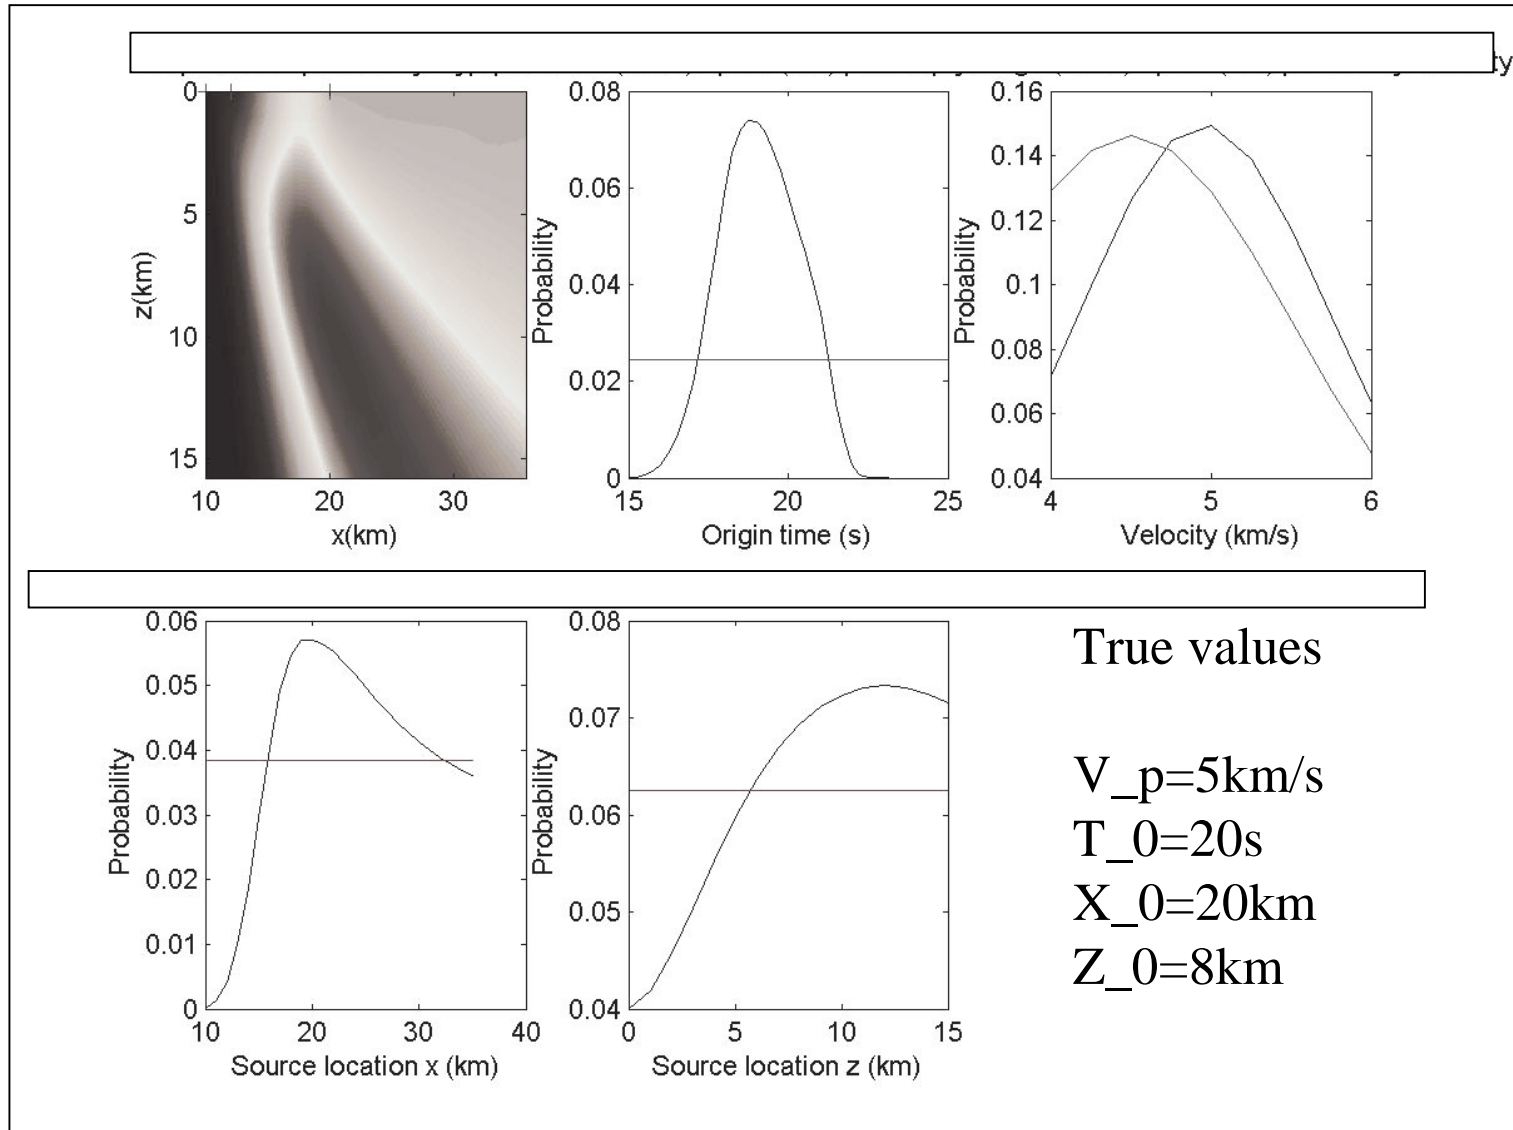 ty
0
5
10
15
z(km)
10
20
30
x(km)
0.08
0.06
0.04
0.02
0
Probability
15
20
25
Origin time (s)
0.16
0.14
0.12
0.1
0.08
0.06
0.04
Probability
4
5
6
Velocity (km/s)
0.06
0.05
0.04
0.03
0.02
0.01
0
Probability
10
20
30
40
Source location x (km)
0.08
0.07
0.06
0.05
0.04
Probability
0
5
10
15
Source location z (km)
True values
V_p=5km/s
T_0=20s
X_0=20km
Z_0=8km